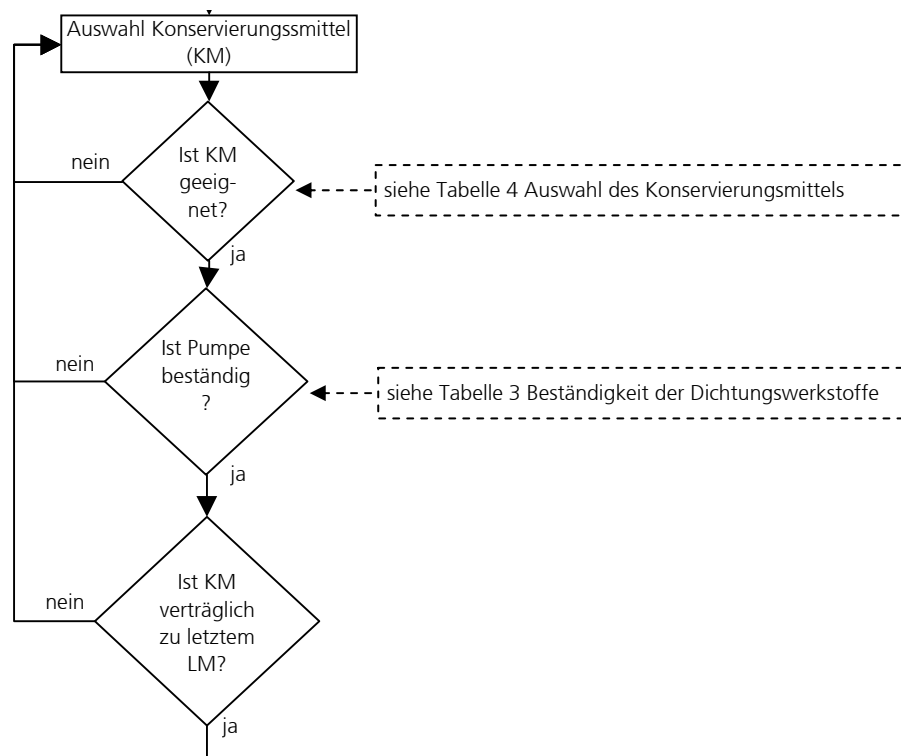 Auswahl Konservierungssmittel
(KM)
nein
Ist KM
geeig-
net?
siehe Tabelle 4 Auswahl des Konservierungsmittels
ja
nein
Ist Pumpe
beständig
?
siehe Tabelle 3 Beständigkeit der Dichtungswerkstoffe
ja
nein
Ist KM
verträglich
zu letztem
LM?
ja